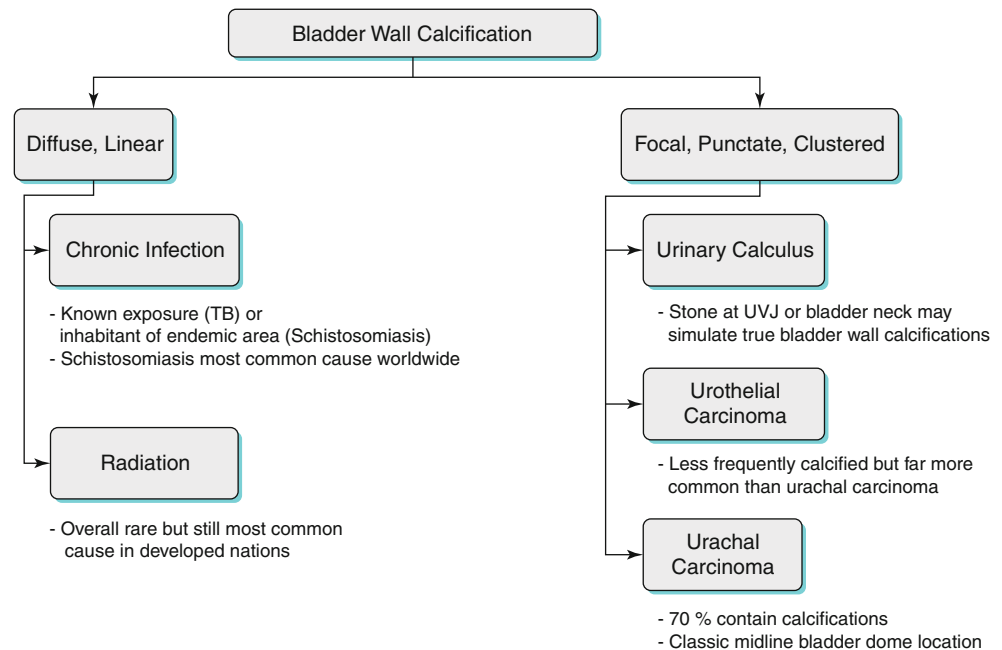 Bladder Wall Calcification
Diffuse, Linear
Chronic Infection
- Known exposure (TB) or
inhabitant of endemic area (Schistosomiasis)
- Schistosomiasis most common cause worldwide
Radiation
- Overall rare but still most common
cause in developed nations
Focal, Punctate, Clustered
Urinary Calculus
- Stone at UVJ or bladder neck may
simulate true bladder wall calcifications
Urothelial
Carcinoma
- Less frequently calcified but far more
common than urachal carcinoma
Urachal
Carcinoma
- 70 % contain calcifications
- Classic midline bladder dome location